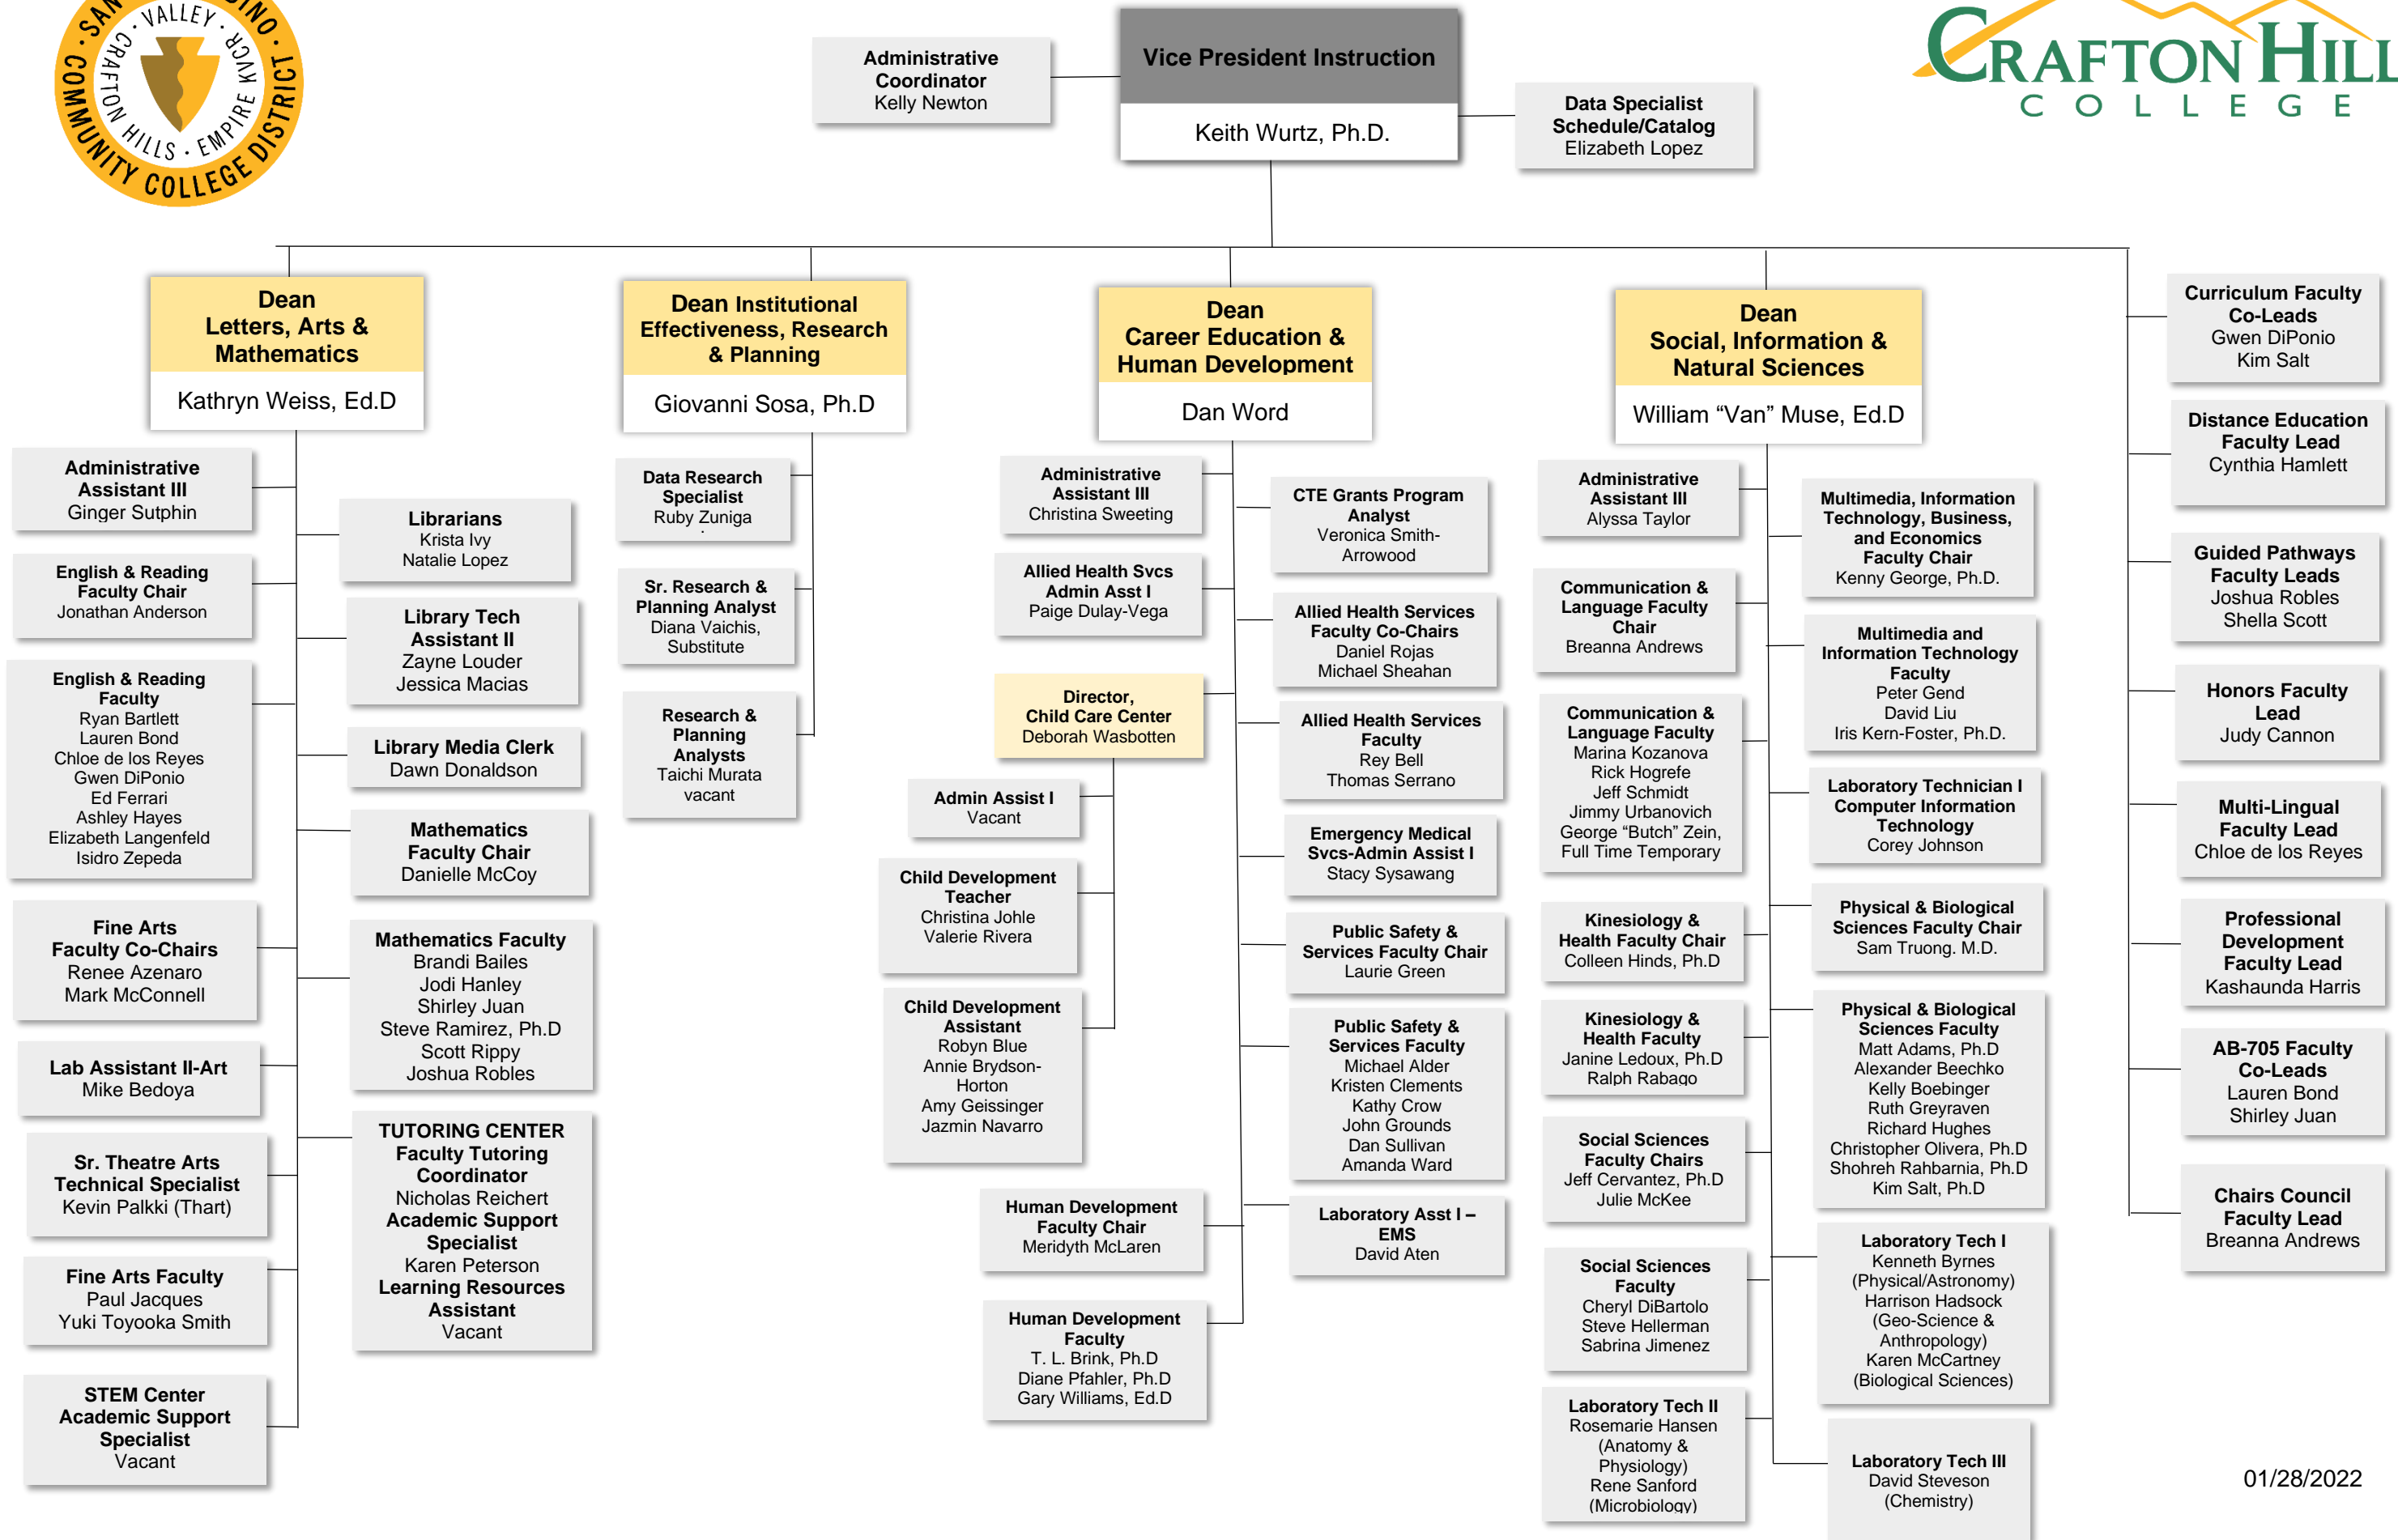 COMMUNITY COLLEGE DISTRICT
VALLEY · CRAFTON HILLS · EMPIRE KVCR
CRAFTON HILL
COLLEGE
Vice President Instruction
Keith Wurtz, Ph.D.
Administrative
Coordinator
Kelly Newton
Data Specialist
Schedule/Catalog
Elizabeth Lopez
Dean
Letters, Arts &
Mathematics
Kathryn Weiss, Ed.D
Administrative
Assistant III
Ginger Sutphin
English & Reading
Faculty Chair
Jonathan Anderson
English & Reading
Faculty
Ryan Bartlett
Lauren Bond
Chloe de los Reyes
Gwen DiPonio
Ed Ferrari
Ashley Hayes
Elizabeth Langenfeld
Isidro Zepeda
Fine Arts
Faculty Co-Chairs
Renee Azenaro
Mark McConnell
Lab Assistant II-Art
Mike Bedoya
Sr. Theatre Arts
Technical Specialist
Kevin Palkki (Thart)
Fine Arts Faculty
Paul Jacques
Yuki Toyooka Smith
STEM Center
Academic Support
Specialist
Vacant
Librarians
Krista Ivy
Natalie Lopez
Library Tech
Assistant II
Zayne Louder
Jessica Macias
Library Media Clerk
Dawn Donaldson
Mathematics
Faculty Chair
Danielle McCoy
Mathematics Faculty
Brandi Bailes
Jodi Hanley
Shirley Juan
Steve Ramirez, Ph.D
Scott Rippy
Joshua Robles
TUTORING CENTER
Faculty Tutoring
Coordinator
Nicholas Reichert
Academic Support
Specialist
Karen Peterson
Learning Resources
Assistant
Vacant
Dean Institutional
Effectiveness, Research
& Planning
Giovanni Sosa, Ph.D
Data Research
Specialist
Ruby Zuniga
.
Sr. Research &
Planning Analyst
Diana Vaichis,
Substitute
Research &
Planning
Analysts
Taichi Murata
vacant
Dean
Career Education &
Human Development
Dan Word
Administrative
Assistant III
Christina Sweeting
Allied Health Svcs
Admin Asst I
Paige Dulay-Vega
Director,
Child Care Center
Deborah Wasbotten
Admin Assist I
Vacant
Child Development
Teacher
Christina Johle
Valerie Rivera
Child Development
Assistant
Robyn Blue
Annie Brydson-
Horton
Amy Geissinger
Jazmin Navarro
Human Development
Faculty Chair
Meridyth McLaren
Human Development
Faculty
T. L. Brink, Ph.D
Diane Pfahler, Ph.D
Gary Williams, Ed.D
CTE Grants Program
Analyst
Veronica Smith-
Arrowood
Allied Health Services
Faculty Co-Chairs
Daniel Rojas
Michael Sheahan
Allied Health Services
Faculty
Rey Bell
Thomas Serrano
Emergency Medical
Svcs-Admin Assist I
Stacy Sysawang
Public Safety &
Services Faculty Chair
Laurie Green
Public Safety &
Services Faculty
Michael Alder
Kristen Clements
Kathy Crow
John Grounds
Dan Sullivan
Amanda Ward
Laboratory Asst I –
EMS
David Aten
Dean
Social, Information &
Natural Sciences
William “Van” Muse, Ed.D
Administrative
Assistant III
Alyssa Taylor
Communication &
Language Faculty
Chair
Breanna Andrews
Communication &
Language Faculty
Marina Kozanova
Rick Hogrefe
Jeff Schmidt
Jimmy Urbanovich
George “Butch” Zein,
Full Time Temporary
Kinesiology &
Health Faculty Chair
Colleen Hinds, Ph.D
Kinesiology &
Health Faculty
Janine Ledoux, Ph.D
Ralph Rabago
Social Sciences
Faculty Chairs
Jeff Cervantez, Ph.D
Julie McKee
Social Sciences
Faculty
Cheryl DiBartolo
Steve Hellerman
Sabrina Jimenez
Laboratory Tech II
Rosemarie Hansen
(Anatomy &
Physiology)
Rene Sanford
(Microbiology)
Multimedia, Information
Technology, Business,
and Economics
Faculty Chair
Kenny George, Ph.D.
Multimedia and
Information Technology
Faculty
Peter Gend
David Liu
Iris Kern-Foster, Ph.D.
Laboratory Technician I
Computer Information
Technology
Corey Johnson
Physical & Biological
Sciences Faculty Chair
Sam Truong. M.D.
Physical & Biological
Sciences Faculty
Matt Adams, Ph.D
Alexander Beechko
Kelly Boebinger
Ruth Greyraven
Richard Hughes
Christopher Olivera, Ph.D
Shohreh Rahbarnia, Ph.D
Kim Salt, Ph.D
Laboratory Tech I
Kenneth Byrnes
(Physical/Astronomy)
Harrison Hadsock
(Geo-Science &
Anthropology)
Karen McCartney
(Biological Sciences)
Laboratory Tech III
David Steveson
(Chemistry)
Curriculum Faculty
Co-Leads
Gwen DiPonio
Kim Salt
Distance Education
Faculty Lead
Cynthia Hamlett
Guided Pathways
Faculty Leads
Joshua Robles
Shella Scott
Honors Faculty
Lead
Judy Cannon
Multi-Lingual
Faculty Lead
Chloe de los Reyes
Professional
Development
Faculty Lead
Kashaunda Harris
AB-705 Faculty
Co-Leads
Lauren Bond
Shirley Juan
Chairs Council
Faculty Lead
Breanna Andrews
01/28/2022